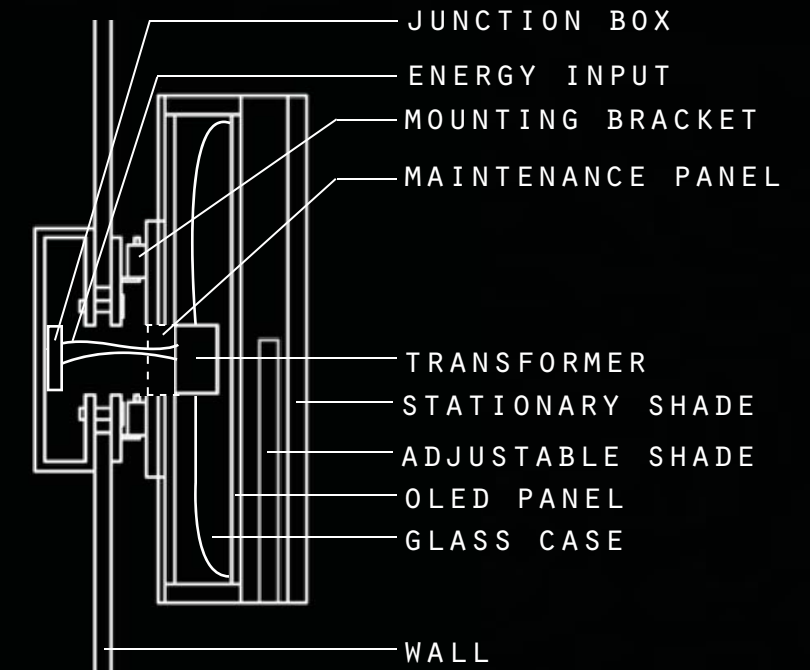 JUNCTION BOX
ENERGY INPUT
MOUNTING BRACKET
MAINTENANCE PANEL
TRANSFORMER
STATIONARY SHADE
ADJUSTABLE SHADE
OLED PANEL
GLASS CASE
WALL